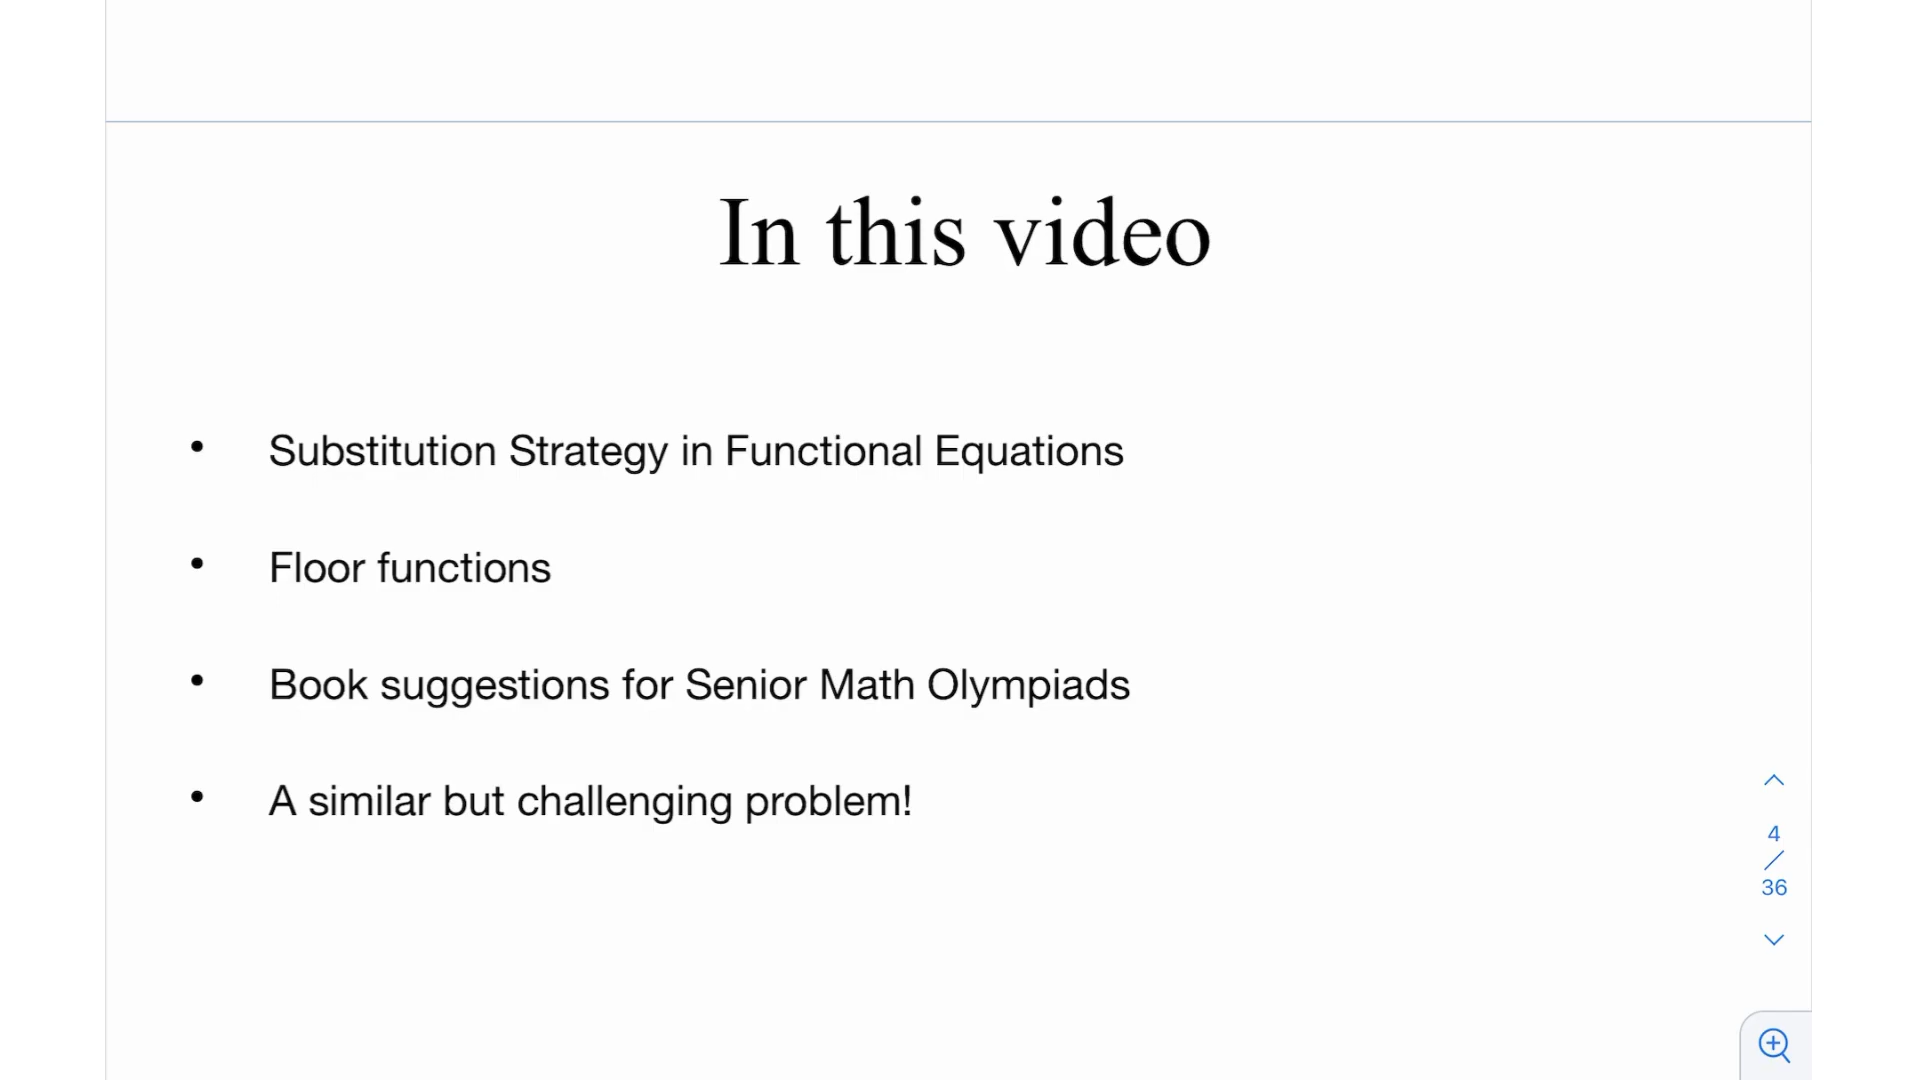 In this video
• Substitution Strategy in Functional Equations
• Floor functions
• Book suggestions for Senior Math Olympiads
• A similar but challenging problem!
4
/
36